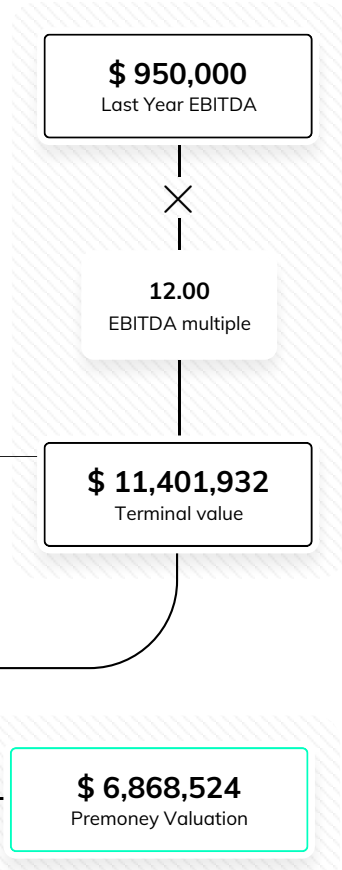 $ 950,000
Last Year EBITDA
12.00
EBITDA multiple
$ 11,401,932
Terminal value
$ 6,868,524
Premoney Valuation